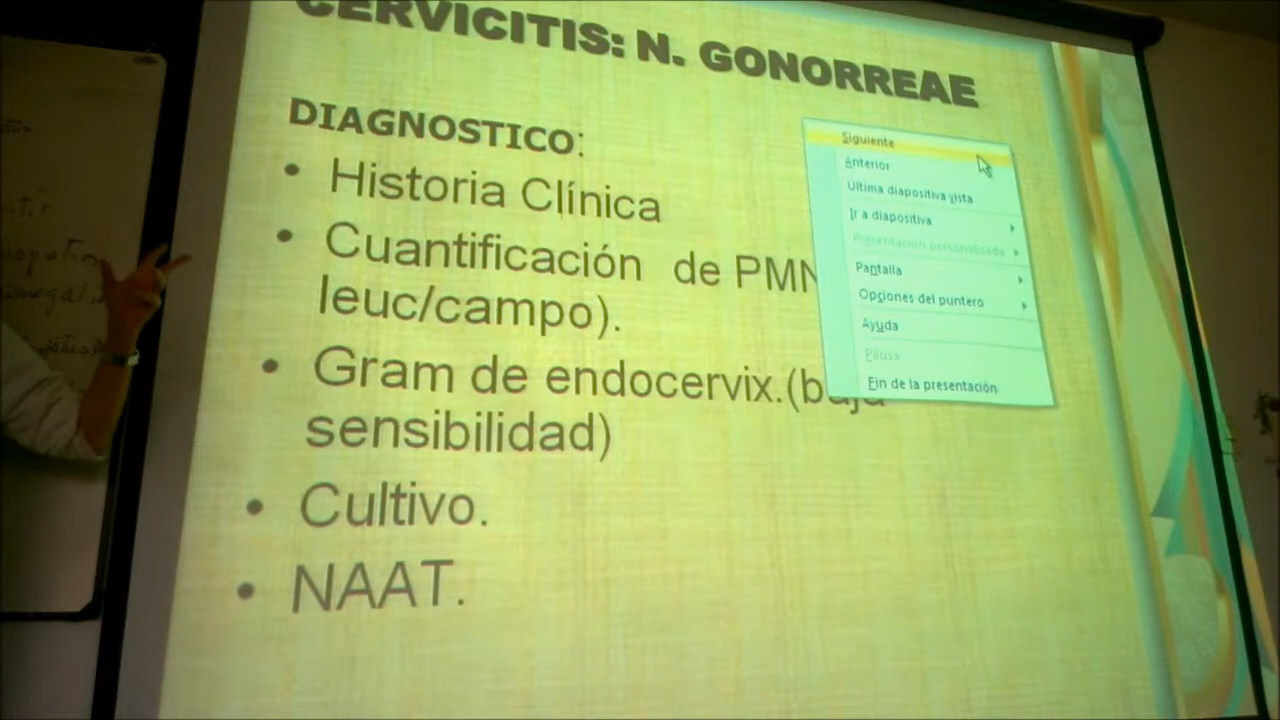 CERVICITIS: N. GONORREAE
DIAGNOSTICO:
• Historia Clínica
• Cuantificación de PMN
leuc/campo).
• Gram de endocervix.(baja
sensibilidad)
• Cultivo.
• NAAT.
Siguiente
Anterior
Última diapositiva vista
Ir a diapositiva
Presentación personalizada
Pantalla
Opciones del puntero
Ayuda
Pausa
Fin de la presentación